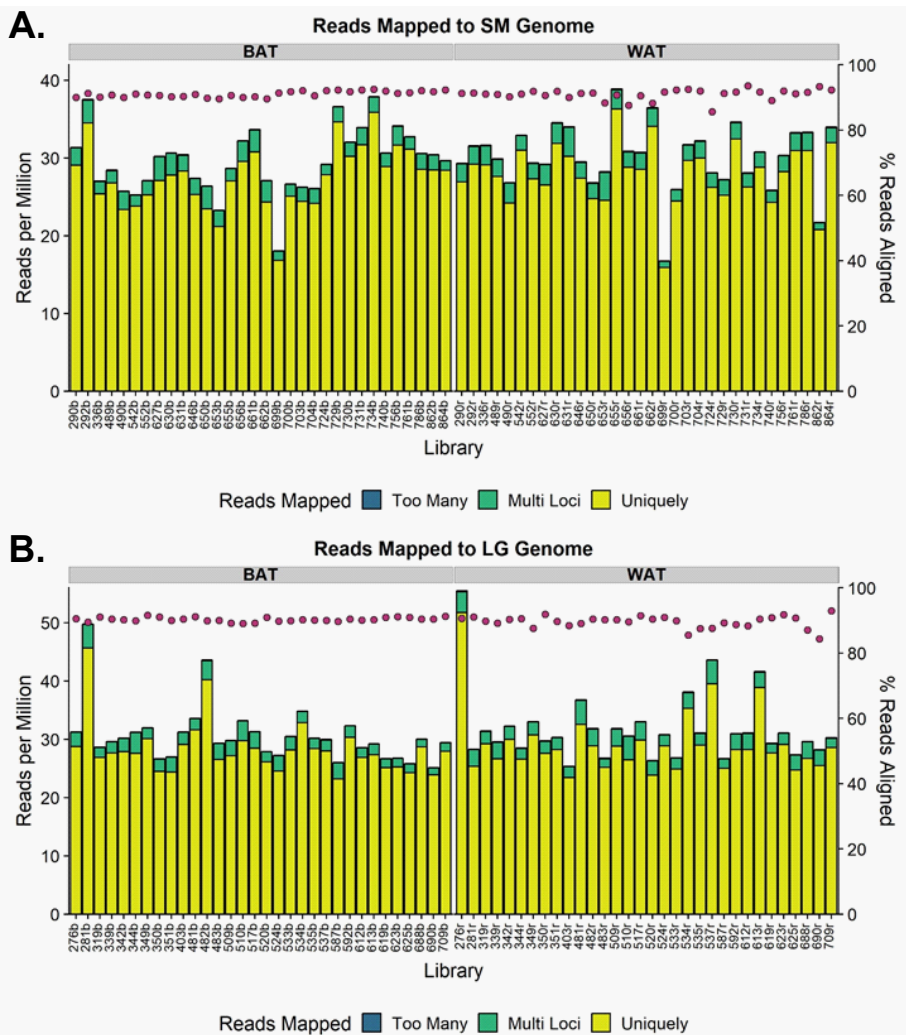 A.
Reads Mapped to SM Genome
BAT
WAT
Reads per Million
40
30
20
10
0
100
80
60
40
20
0
% Reads Aligned
290b 292b 336b 489b 490b 542b 552b 627b 630b 631b 646b 650b 653b 655b 656b 661b 662b 699b 700b 703b 704b 724b 729b 730b 731b 734b 740b 756b 761b 786b 862b 864b
290r 292r 336r 489r 490r 542r 552r 627r 630r 631r 646r 650r 653r 655r 656r 661r 662r 699r 700r 703r 704r 724r 729r 730r 731r 734r 740r 756r 761r 786r 862r 864r
Library
Reads Mapped Too Many Multi Loci Uniquely
B.
Reads Mapped to LG Genome
BAT
WAT
Reads per Million
50
40
30
20
10
0
100
80
60
40
20
0
% Reads Aligned
276b 281b 319b 339b 342b 344b 349b 350b 351b 403b 481b 482b 483b 509b 510b 517b 520b 524b 533b 534b 535b 537b 587b 592b 612b 613b 619b 623b 625b 688b 690b 709b
276r 281r 319r 339r 342r 344r 349r 350r 351r 403r 481r 482r 483r 509r 510r 517r 520r 524r 533r 534r 535r 537r 587r 592r 612r 613r 619r 623r 625r 688r 690r 709r
Library
Reads Mapped Too Many Multi Loci Uniquely